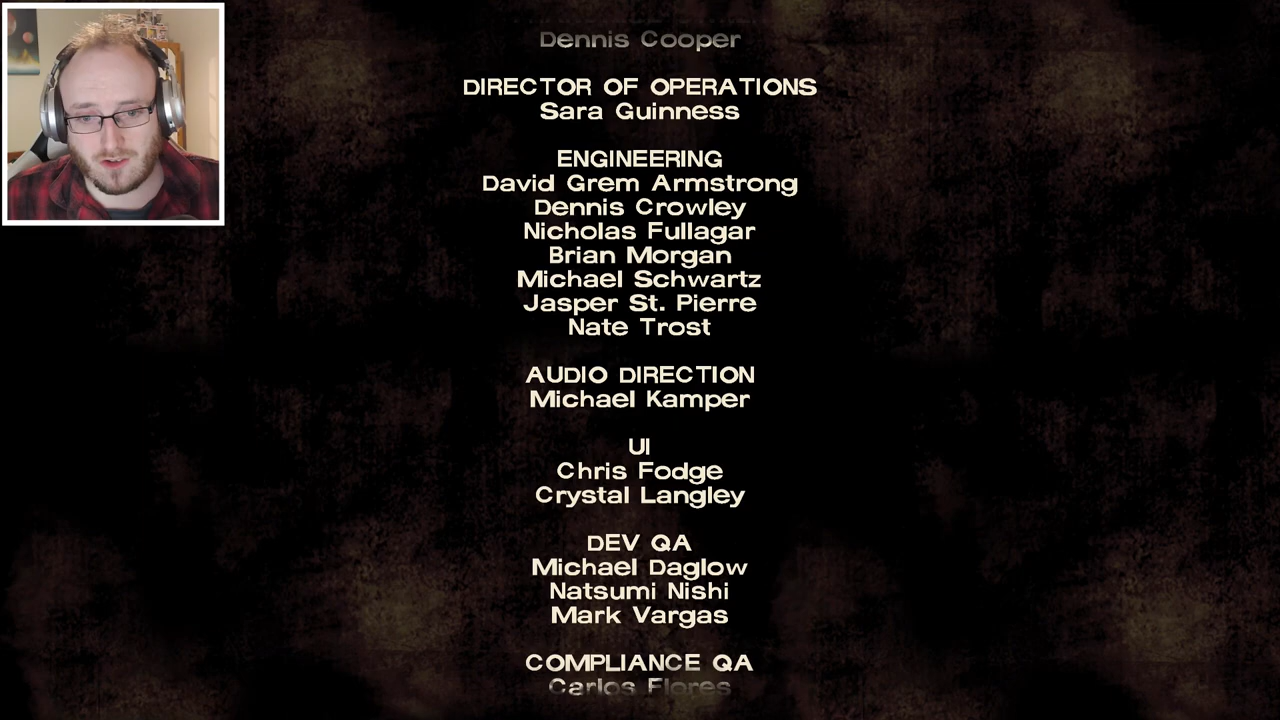 Dennis Cooper
DIRECTOR OF OPERATIONS
Sara Guinness
ENGINEERING
David Grem Armstrong
Dennis Crowley
Nicholas Fullagar
Brian Morgan
Michael Schwartz
Jasper St. Pierre
Nate Trost
AUDIO DIRECTION
Michael Kamper
UI
Chris Fodge
Crystal Langley
DEV QA
Michael Daglow
Natsumi Nishi
Mark Vargas
COMPLIANCE QA
Carlos Flores